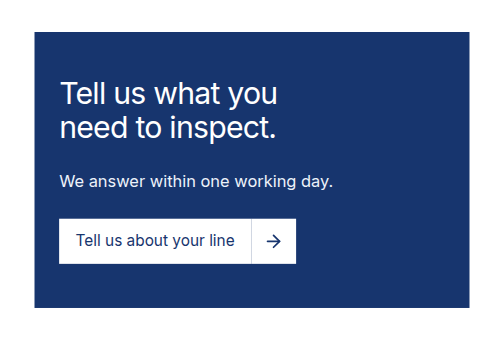 Tell us what you
need to inspect.
We answer within one working day.
Tell us about your line